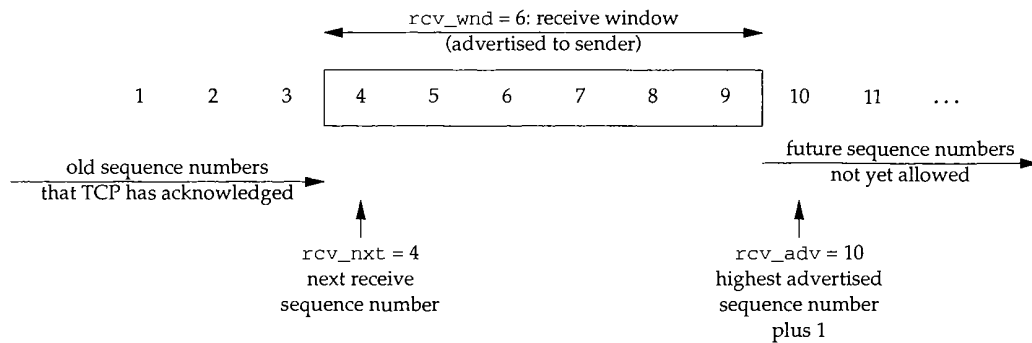 rcv_wnd = 6: receive window
(advertised to sender)
1 2 3 4 5 6 7 8 9 10 11 ...
old sequence numbers
that TCP has acknowledged
future sequence numbers
not yet allowed
rcv_nxt = 4
next receive
sequence number
rcv_adv = 10
highest advertised
sequence number
plus 1